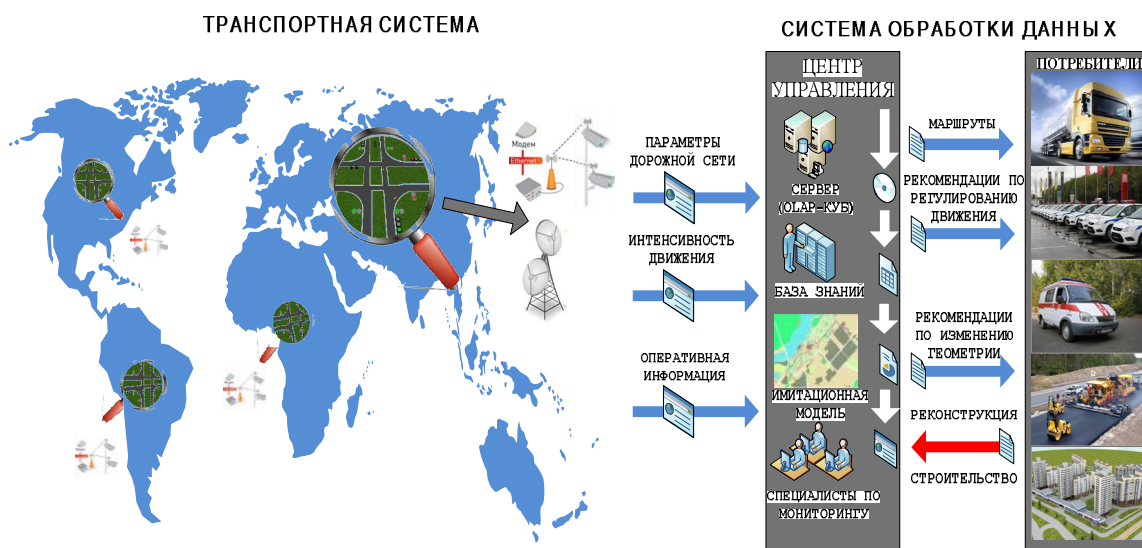 ТРАНСПОРТНАЯ СИСТЕМА
СИСТЕМА ОБРАБОТКИ ДАННЫХ
Модем
Ethernet
ПАРАМЕТРЫ
ДОРОЖНОЙ СЕТИ
ИНТЕНСИВНОСТЬ
ДВИЖЕНИЯ
ОПЕРАТИВНАЯ
ИНФОРМАЦИЯ
ЦЕНТР
УПРАВЛЕНИЯ
СЕРВЕР
(OLAP-КУБ)
БАЗА ЗНАНИЙ
ИМИТАЦИОННАЯ
МОДЕЛЬ
СПЕЦИАЛИСТЫ ПО
МОНИТОРИНГУ
МАРШРУТЫ
РЕКОМЕНДАЦИИ ПО
РЕГУЛИРОВАНИЮ
ДВИЖЕНИЯ
РЕКОМЕНДАЦИИ
ПО ИЗМЕНЕНИЮ
ГЕОМЕТРИИ
РЕКОНСТРУКЦИЯ
СТРОИТЕЛЬСТВО
ПОТРЕБИТЕЛИ